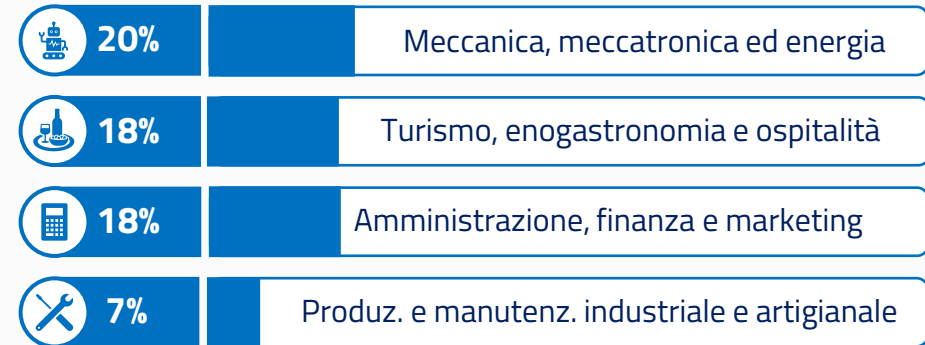 20% Meccanica, meccatronica ed energia
18% Turismo, enogastronomia e ospitalità
18% Amministrazione, finanza e marketing
7% Produz. e manutenz. industriale e artigianale